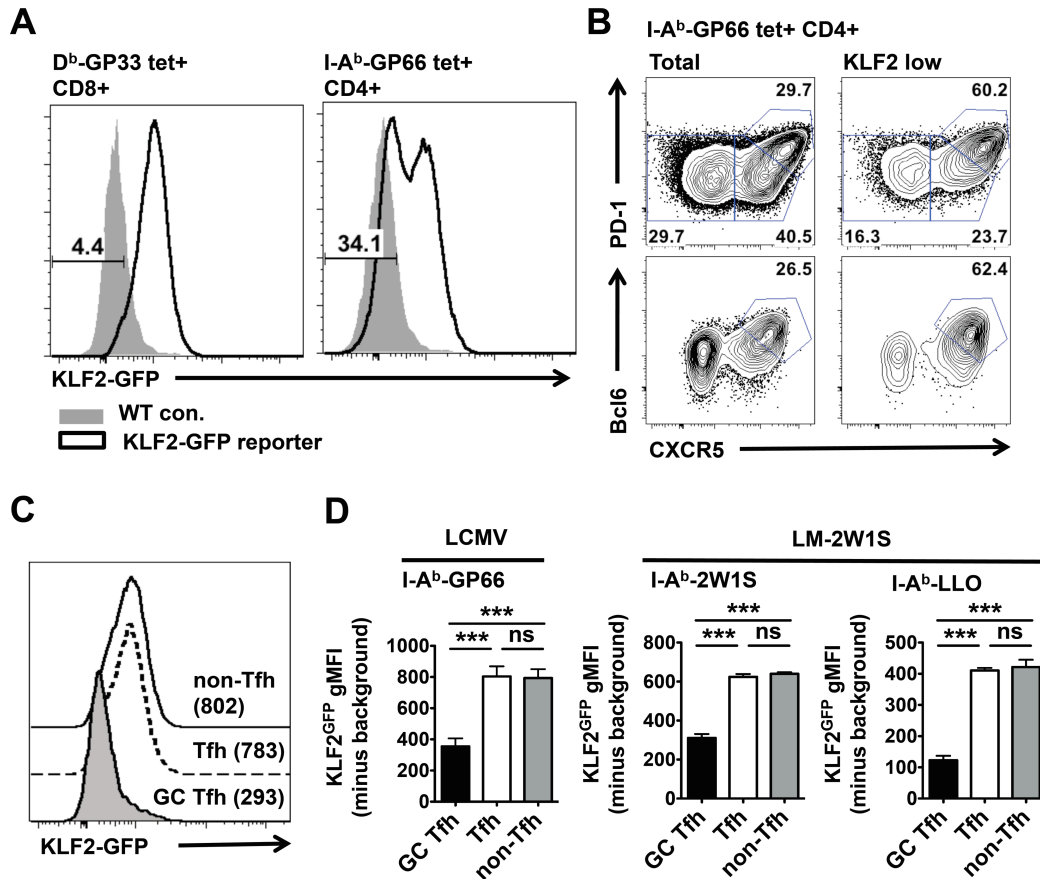 A
Dᵇ-GP33 tet+
CD8+
I-Aᵇ-GP66 tet+
CD4+
4.4
34.1
KLF2-GFP
WT con.
KLF2-GFP reporter
B
I-Aᵇ-GP66 tet+ CD4+
Total
KLF2 low
29.7
60.2
29.7
40.5
16.3
23.7
PD-1
26.5
62.4
Bcl6
CXCR5
C
non-Tfh
(802)
Tfh (783)
GC Tfh (293)
KLF2-GFP
D
LCMV
LM-2W1S
I-Aᵇ-GP66
I-Aᵇ-2W1S
I-Aᵇ-LLO
KLF2ᴳᶠᴾ gMFI
(minus background)
***
***
ns
1000
800
600
400
200
0
GC Tfh
Tfh
non-Tfh
KLF2ᴳᶠᴾ gMFI
(minus background)
***
***
ns
800
600
400
200
0
GC Tfh
Tfh
non-Tfh
KLF2ᴳᶠᴾ gMFI
(minus background)
***
***
ns
500
400
300
200
100
0
GC Tfh
Tfh
non-Tfh